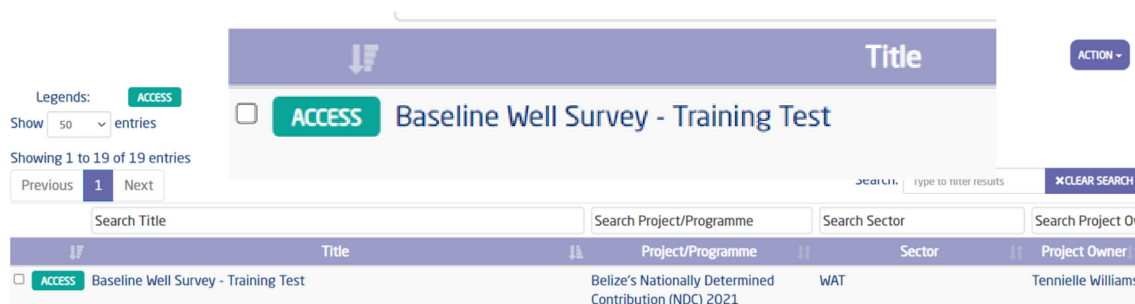 Title
ACTION
ACCESS Baseline Well Survey - Training Test
Legends: ACCESS
Show 50 entries
Showing 1 to 19 of 19 entries
Previous 1 Next
Search: Type to filter results ×CLEAR SEARCH
Search Title Search Project/Programme Search Sector Search Project Ow
Title Project/Programme Sector Project Owner
ACCESS Baseline Well Survey - Training Test Belize's Nationally Determined WAT Tennielle Williams
Contribution (NDC) 2021